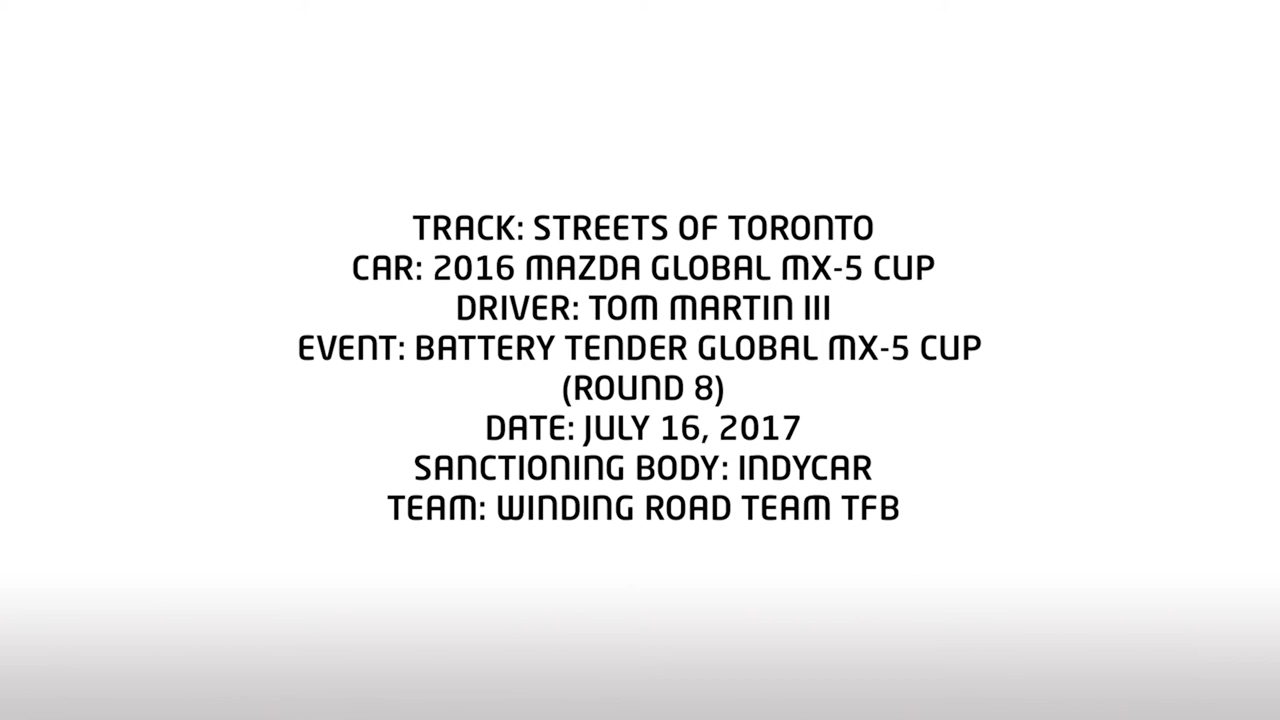 TRACK: STREETS OF TORONTO
CAR: 2016 MAZDA GLOBAL MX-5 CUP
DRIVER: TOM MARTIN III
EVENT: BATTERY TENDER GLOBAL MX-5 CUP
(ROUND 8)
DATE: JULY 16, 2017
SANCTIONING BODY: INDYCAR
TEAM: WINDING ROAD TEAM TFB